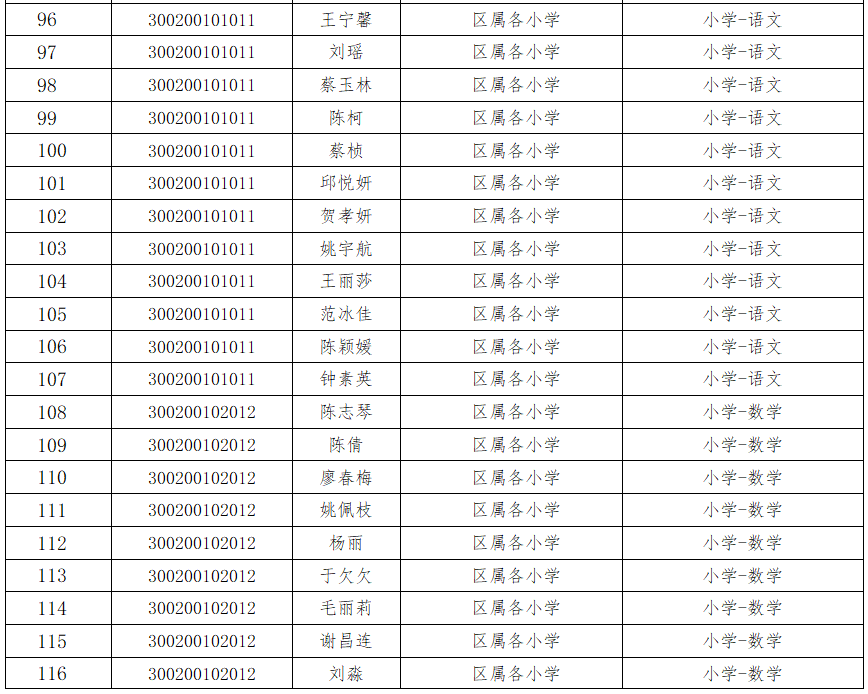 96 300200101011 王宁馨 区属各小学 小学-语文
97 300200101011 刘瑶 区属各小学 小学-语文
98 300200101011 蔡玉林 区属各小学 小学-语文
99 300200101011 陈柯 区属各小学 小学-语文
100 300200101011 蔡桢 区属各小学 小学-语文
101 300200101011 邱悦妍 区属各小学 小学-语文
102 300200101011 贺孝妍 区属各小学 小学-语文
103 300200101011 姚宇航 区属各小学 小学-语文
104 300200101011 王丽莎 区属各小学 小学-语文
105 300200101011 范冰佳 区属各小学 小学-语文
106 300200101011 陈颖媛 区属各小学 小学-语文
107 300200101011 钟素英 区属各小学 小学-语文
108 300200102012 陈志琴 区属各小学 小学-数学
109 300200102012 陈倩 区属各小学 小学-数学
110 300200102012 廖春梅 区属各小学 小学-数学
111 300200102012 姚佩枝 区属各小学 小学-数学
112 300200102012 杨丽 区属各小学 小学-数学
113 300200102012 于欠欠 区属各小学 小学-数学
114 300200102012 毛丽莉 区属各小学 小学-数学
115 300200102012 谢昌连 区属各小学 小学-数学
116 300200102012 刘淼 区属各小学 小学-数学